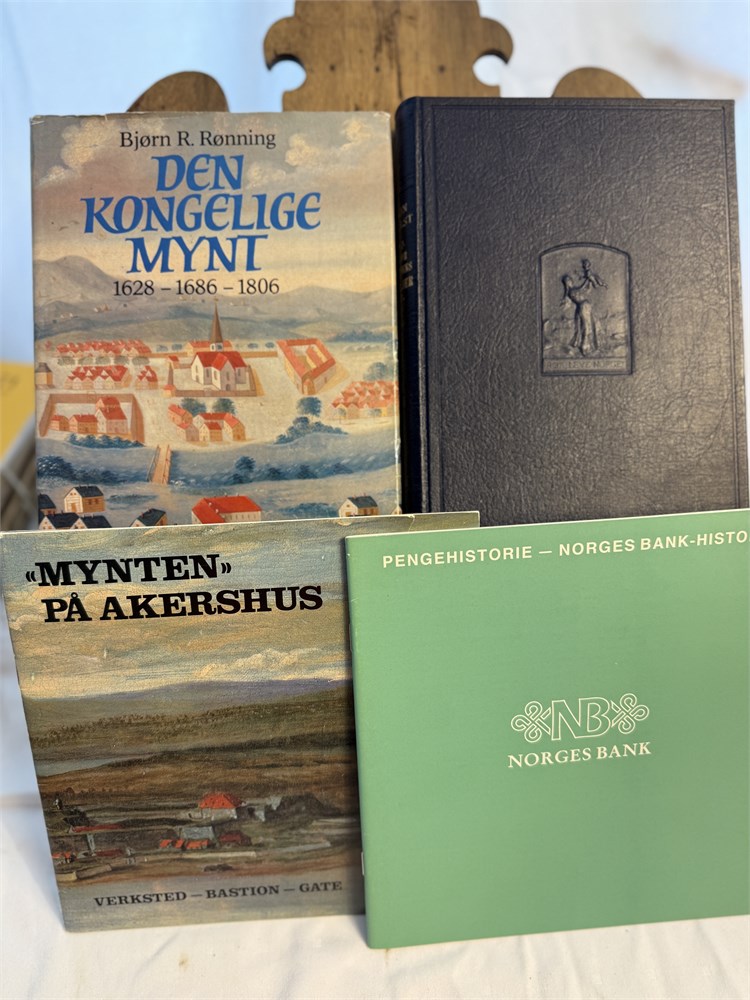 Bjørn R. Rønning
DEN
KONGELIGE
MYNT
1628 – 1686 – 1806
«MYNTEN»
PÅ AKERSHUS
VERKSTED – BASTION – GATE
PENGEHISTORIE – NORGES BANK-HISTO
NB
NORGES BANK